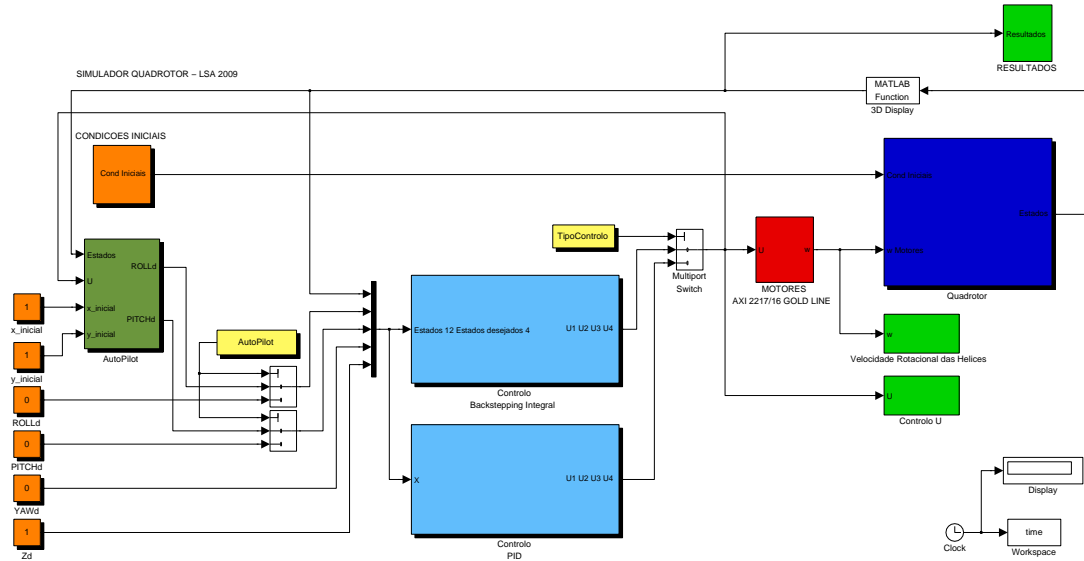 Resultados
RESULTADOS
SIMULADOR QUADROTOR – LSA 2009
MATLAB
Function
3D Display
CONDICOES INICIAIS
Cond Iniciais
Estados
TipoControlo
Multiport
Switch
U
w
MOTORES
AXI 2217/16 GOLD LINE
Quadrotor
Estados
U
x_inicial
y_inicial
ROLLd
PITCHd
AutoPilot
1
x_inicial
1
y_inicial
0
ROLLd
0
PITCHd
0
YAWd
1
Zd
AutoPilot
Estados 12 Estados desejados 4
U1 U2 U3 U4
Controlo
Backstepping Integral
X
U1 U2 U3 U4
Controlo
PID
w
Velocidade Rotacional das Helices
U
Controlo U
Display
Clock
time
Workspace